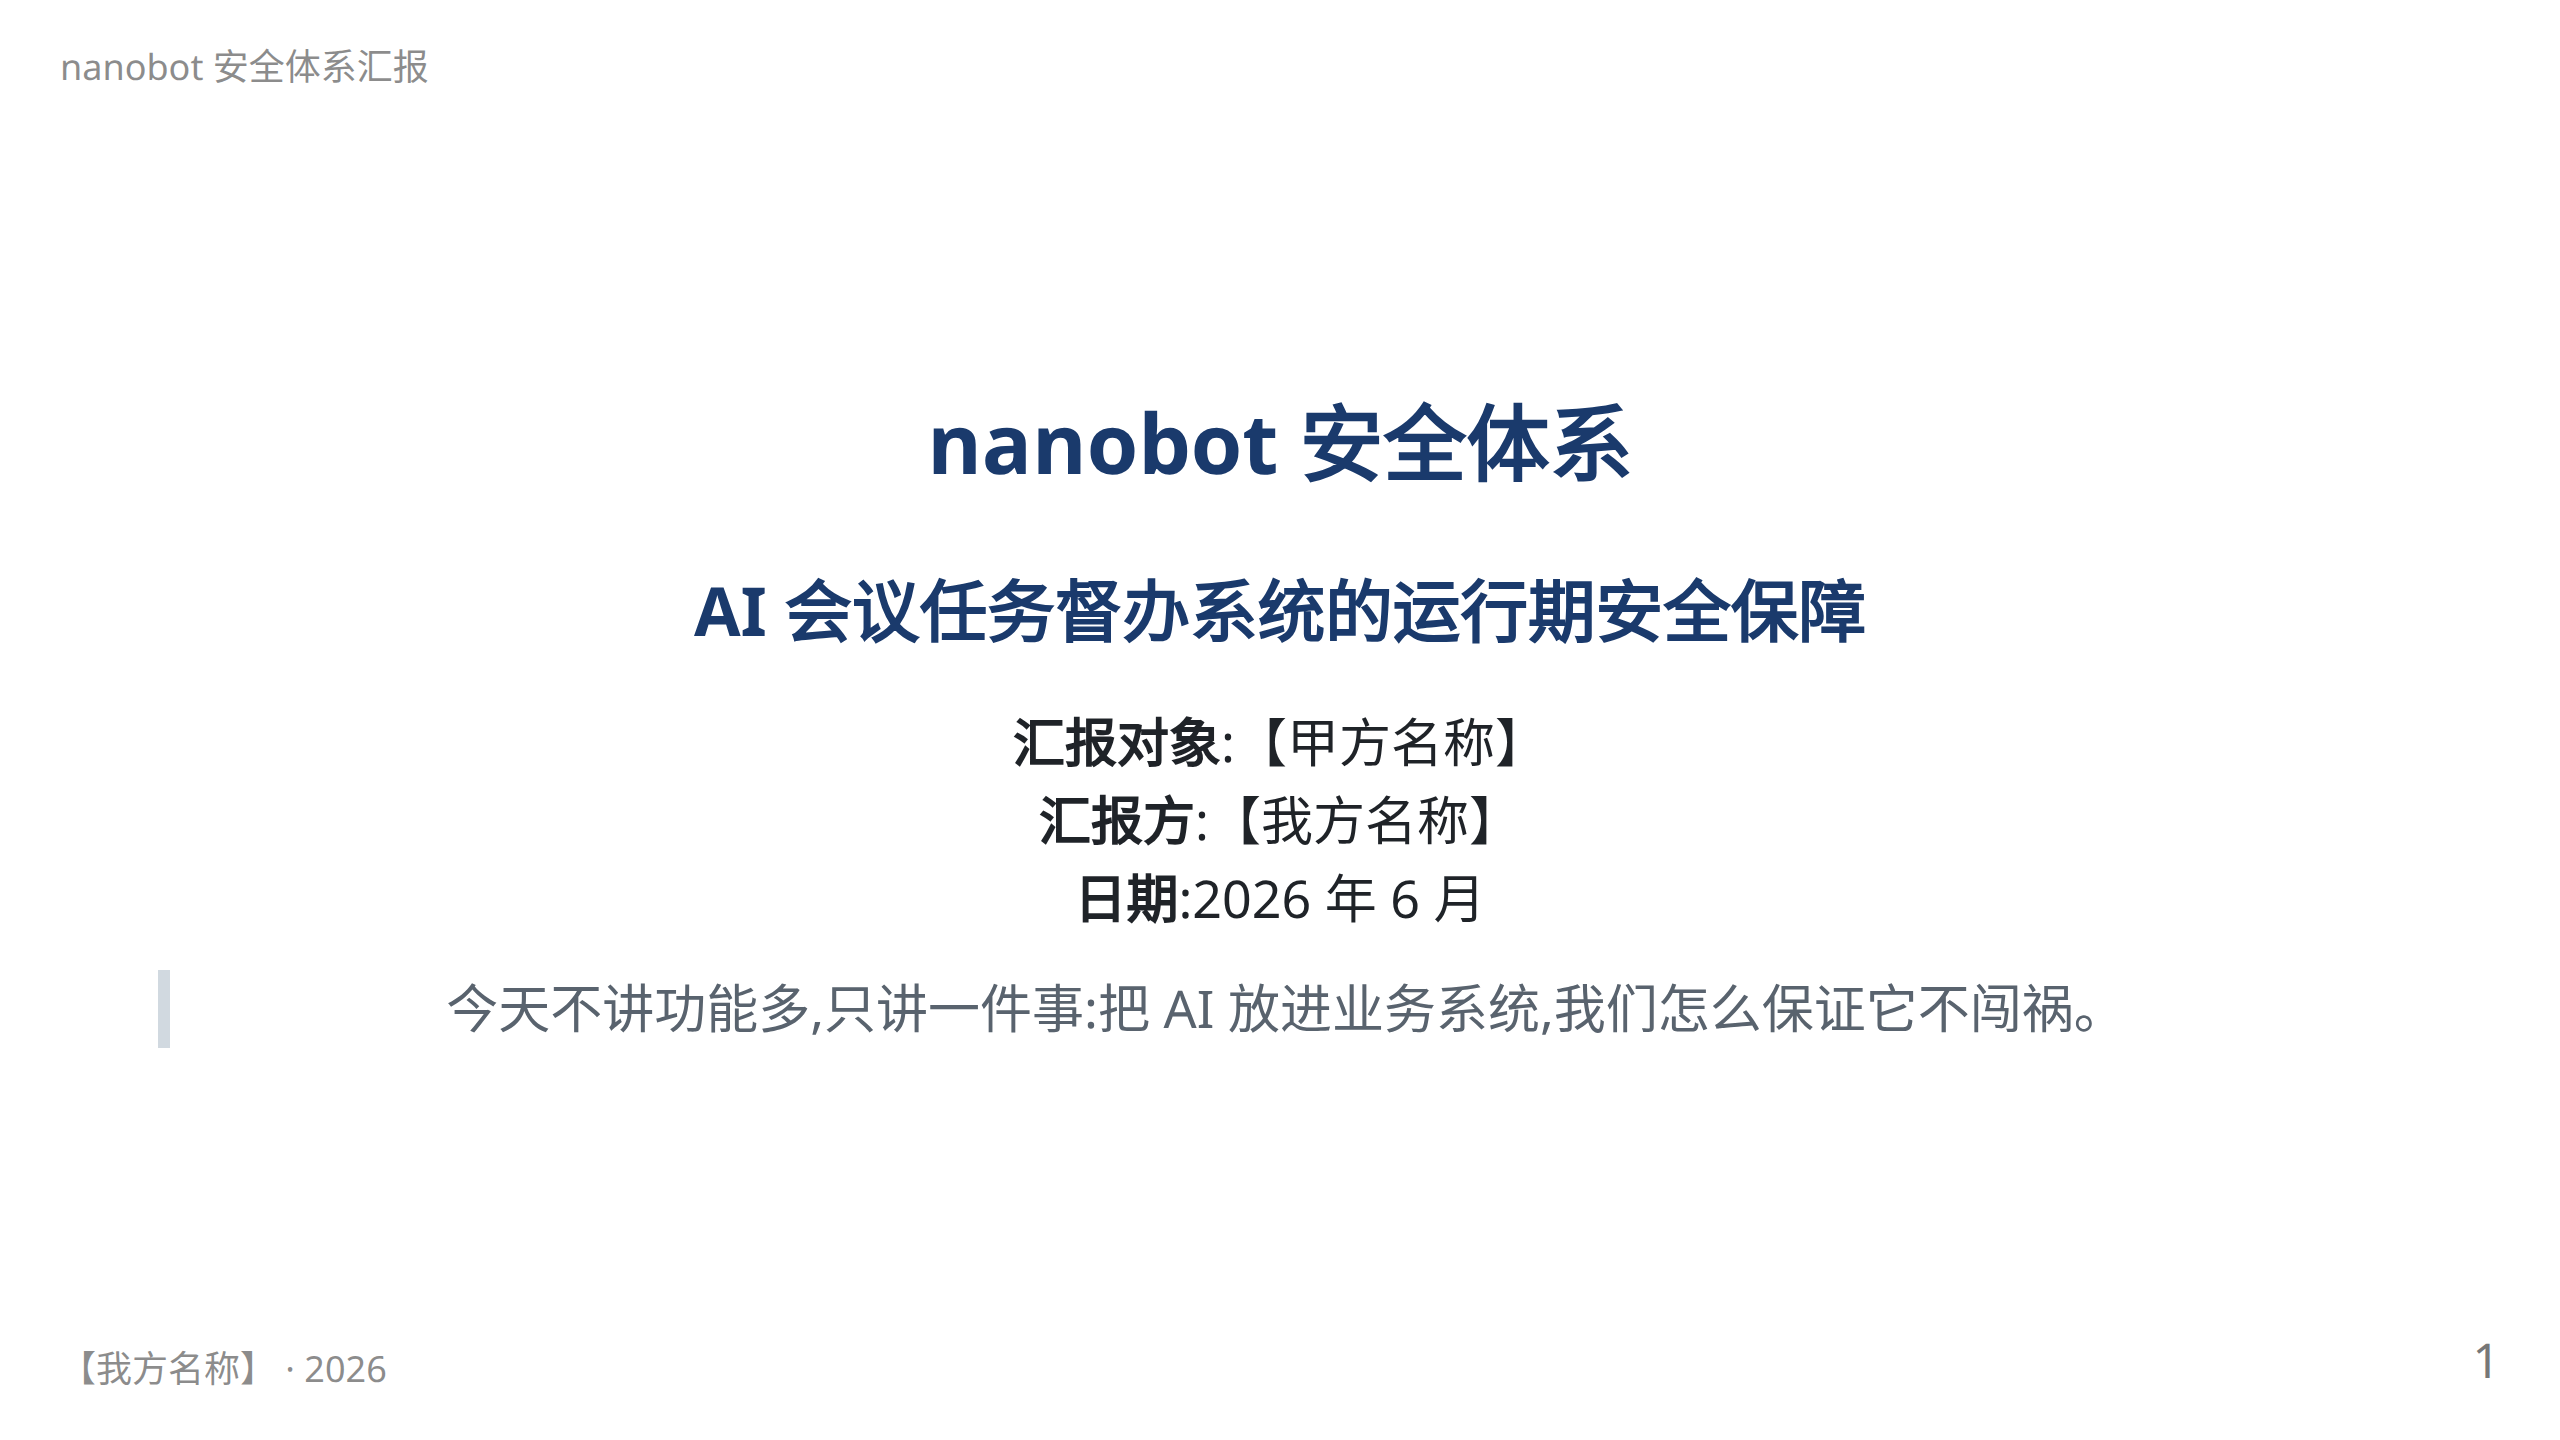 nanobot 安全体系汇报
nanobot 安全体系
AI 会议任务督办系统的运行期安全保障
汇报对象:【甲方名称】
汇报方:【我方名称】
日期:2026 年 6 月
今天不讲功能多,只讲一件事:把 AI 放进业务系统,我们怎么保证它不闯祸。
【我方名称】 · 2026
1